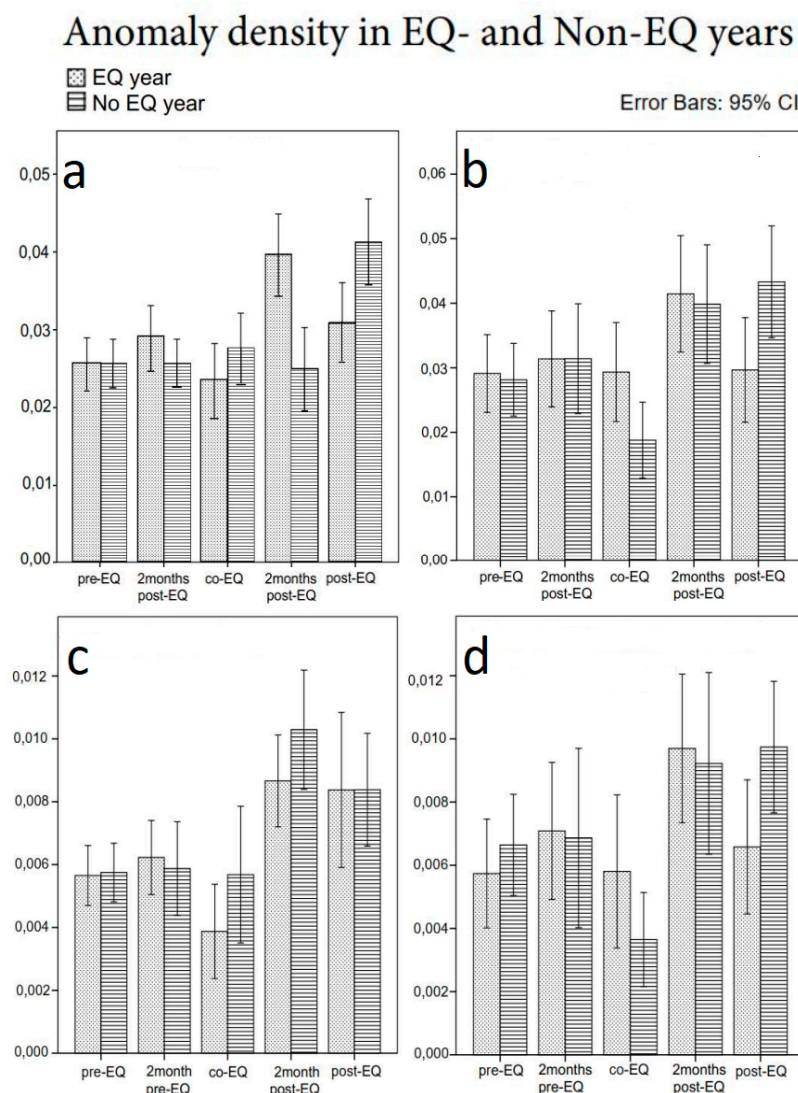 Anomaly density in EQ- and Non-EQ years
EQ year
No EQ year
Error Bars: 95% CI
a
0,05
0,04
0,03
0,02
0,01
0,00
pre-EQ
2months
post-EQ
co-EQ
2months
post-EQ
post-EQ
b
0,06
0,05
0,04
0,03
0,02
0,01
0,00
pre-EQ
2months
post-EQ
co-EQ
2months
post-EQ
post-EQ
c
0,012
0,010
0,008
0,006
0,004
0,002
0,000
pre-EQ
2month
pre-EQ
co-EQ
2month
post-EQ
post-EQ
d
0,012
0,010
0,008
0,006
0,004
0,002
0,000
pre-EQ
2months
pre-EQ
co-EQ
2months
post-EQ
post-EQ